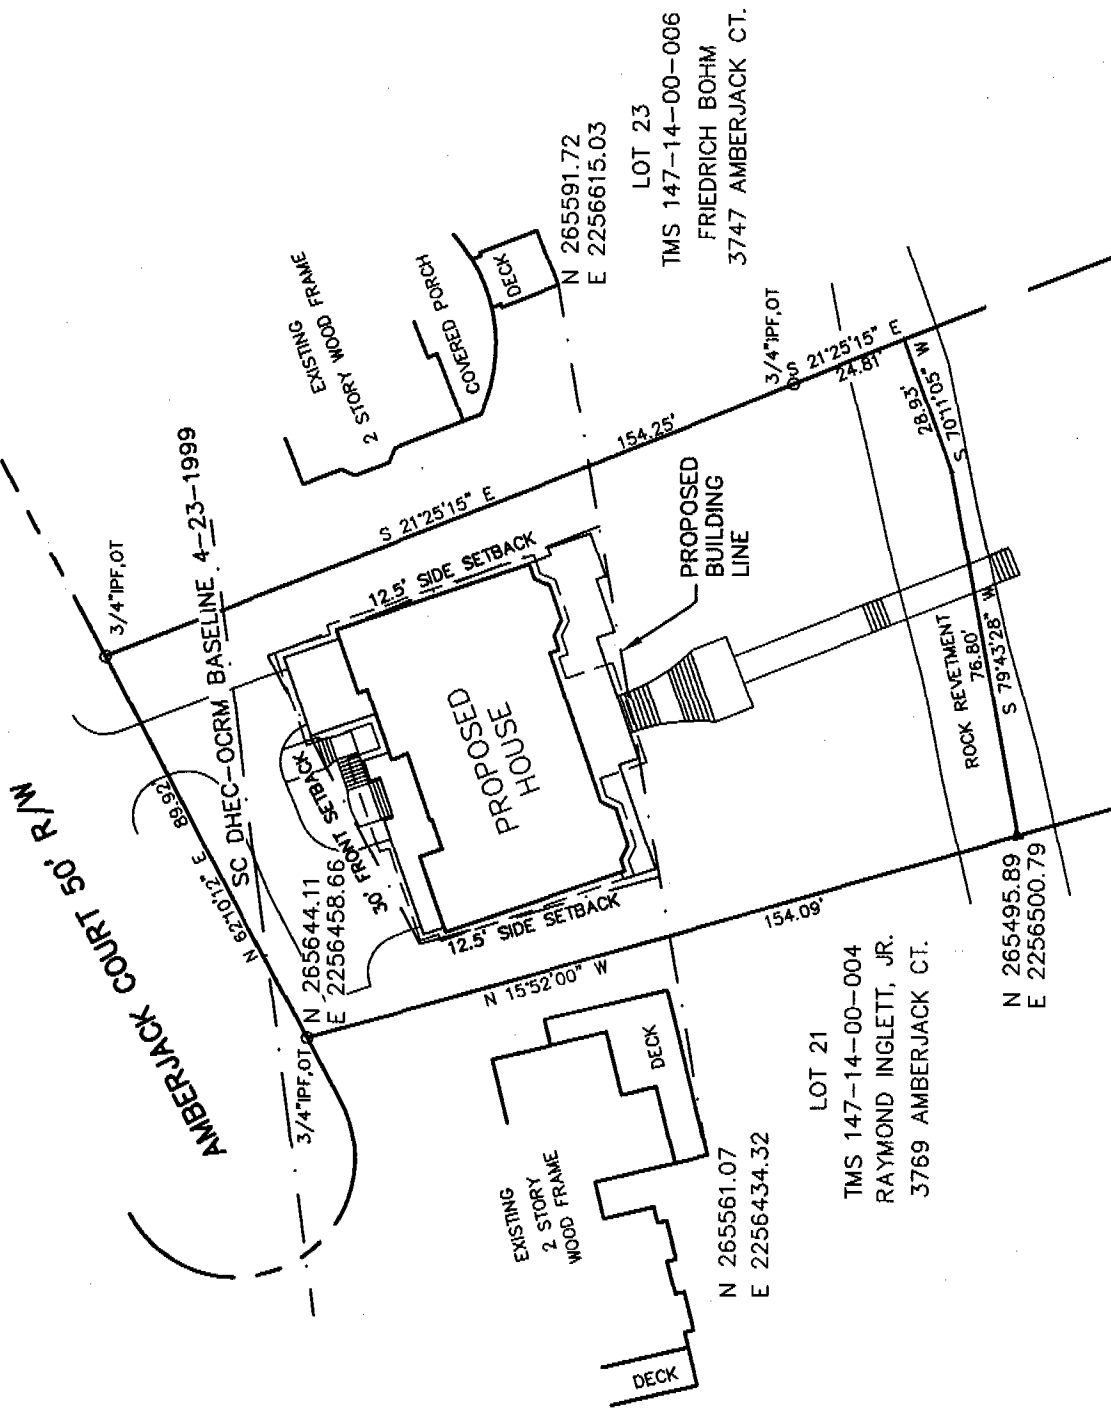 AMBERJACK COURT 50' R/W
3/4"IPF,OT
N 62°10'12" E
89.92'
SC DHEC-OCRM BASELINE 4-23-1999
3/4"IPF,OT
N 265644.11
E 2256458.66
30' FRONT SETBACK
EXISTING
2 STORY WOOD FRAME
COVERED PORCH
DECK
N 265591.72
E 2256615.03
LOT 23
TMS 147-14-00-006
FRIEDRICH BOHM
3747 AMBERJACK CT.
S 21°25'15" E
154.25'
12.5' SIDE SETBACK
PROPOSED
HOUSE
12.5' SIDE SETBACK
PROPOSED
BUILDING
LINE
3/4"IPF,OT
S 21°25'15" E
24.81'
28.93'
S 70°11'05" W
ROCK REVETMENT
76.80'
S 79°43'28" W
N 15°52'00" W
154.09'
N 265495.89
E 2256500.79
DECK
EXISTING
2 STORY
WOOD FRAME
DECK
N 265561.07
E 2256434.32
LOT 21
TMS 147-14-00-004
RAYMOND INGLETT, JR.
3769 AMBERJACK CT.